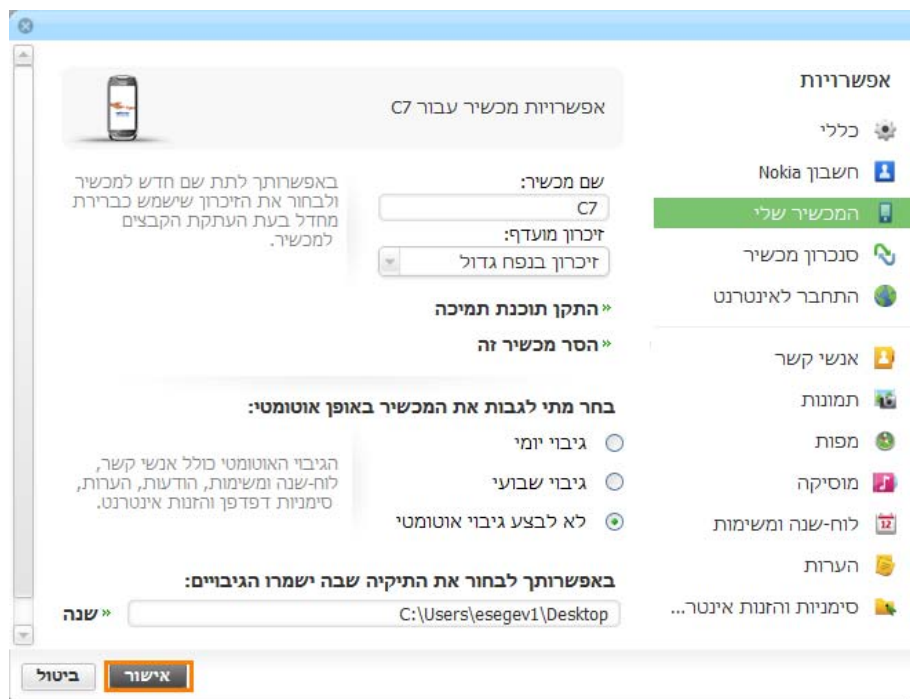 אפשרויות
כללי
חשבון Nokia
המכשיר שלי
סנכרון מכשיר
התחבר לאינטרנט
אנשי קשר
תמונות
מפות
מוסיקה
לוח-שנה ומשימות
הערות
סימניות והזנות אינטר...
אפשרויות מכשיר עבור C7
שם מכשיר:
C7
זיכרון מועדף:
זיכרון בנפח גדול
באפשרותך לתת שם חדש למכשיר
ולבחור את הזיכרון שישמש כברירת
מחדל בעת העתקת הקבצים
למכשיר.
« התקן תוכנת תמיכה
« הסר מכשיר זה
בחר מתי לגבות את המכשיר באופן אוטומטי:
גיבוי יומי
גיבוי שבועי
לא לבצע גיבוי אוטומטי
הגיבוי האוטומטי כולל אנשי קשר,
לוח-שנה ומשימות, הודעות, הערות,
סימניות דפדפן והזנות אינטרנט.
באפשרותך לבחור את התיקיה שבה ישמרו הגיבויים:
C:\Users\esegev1\Desktop
« שנה
אישור
ביטול